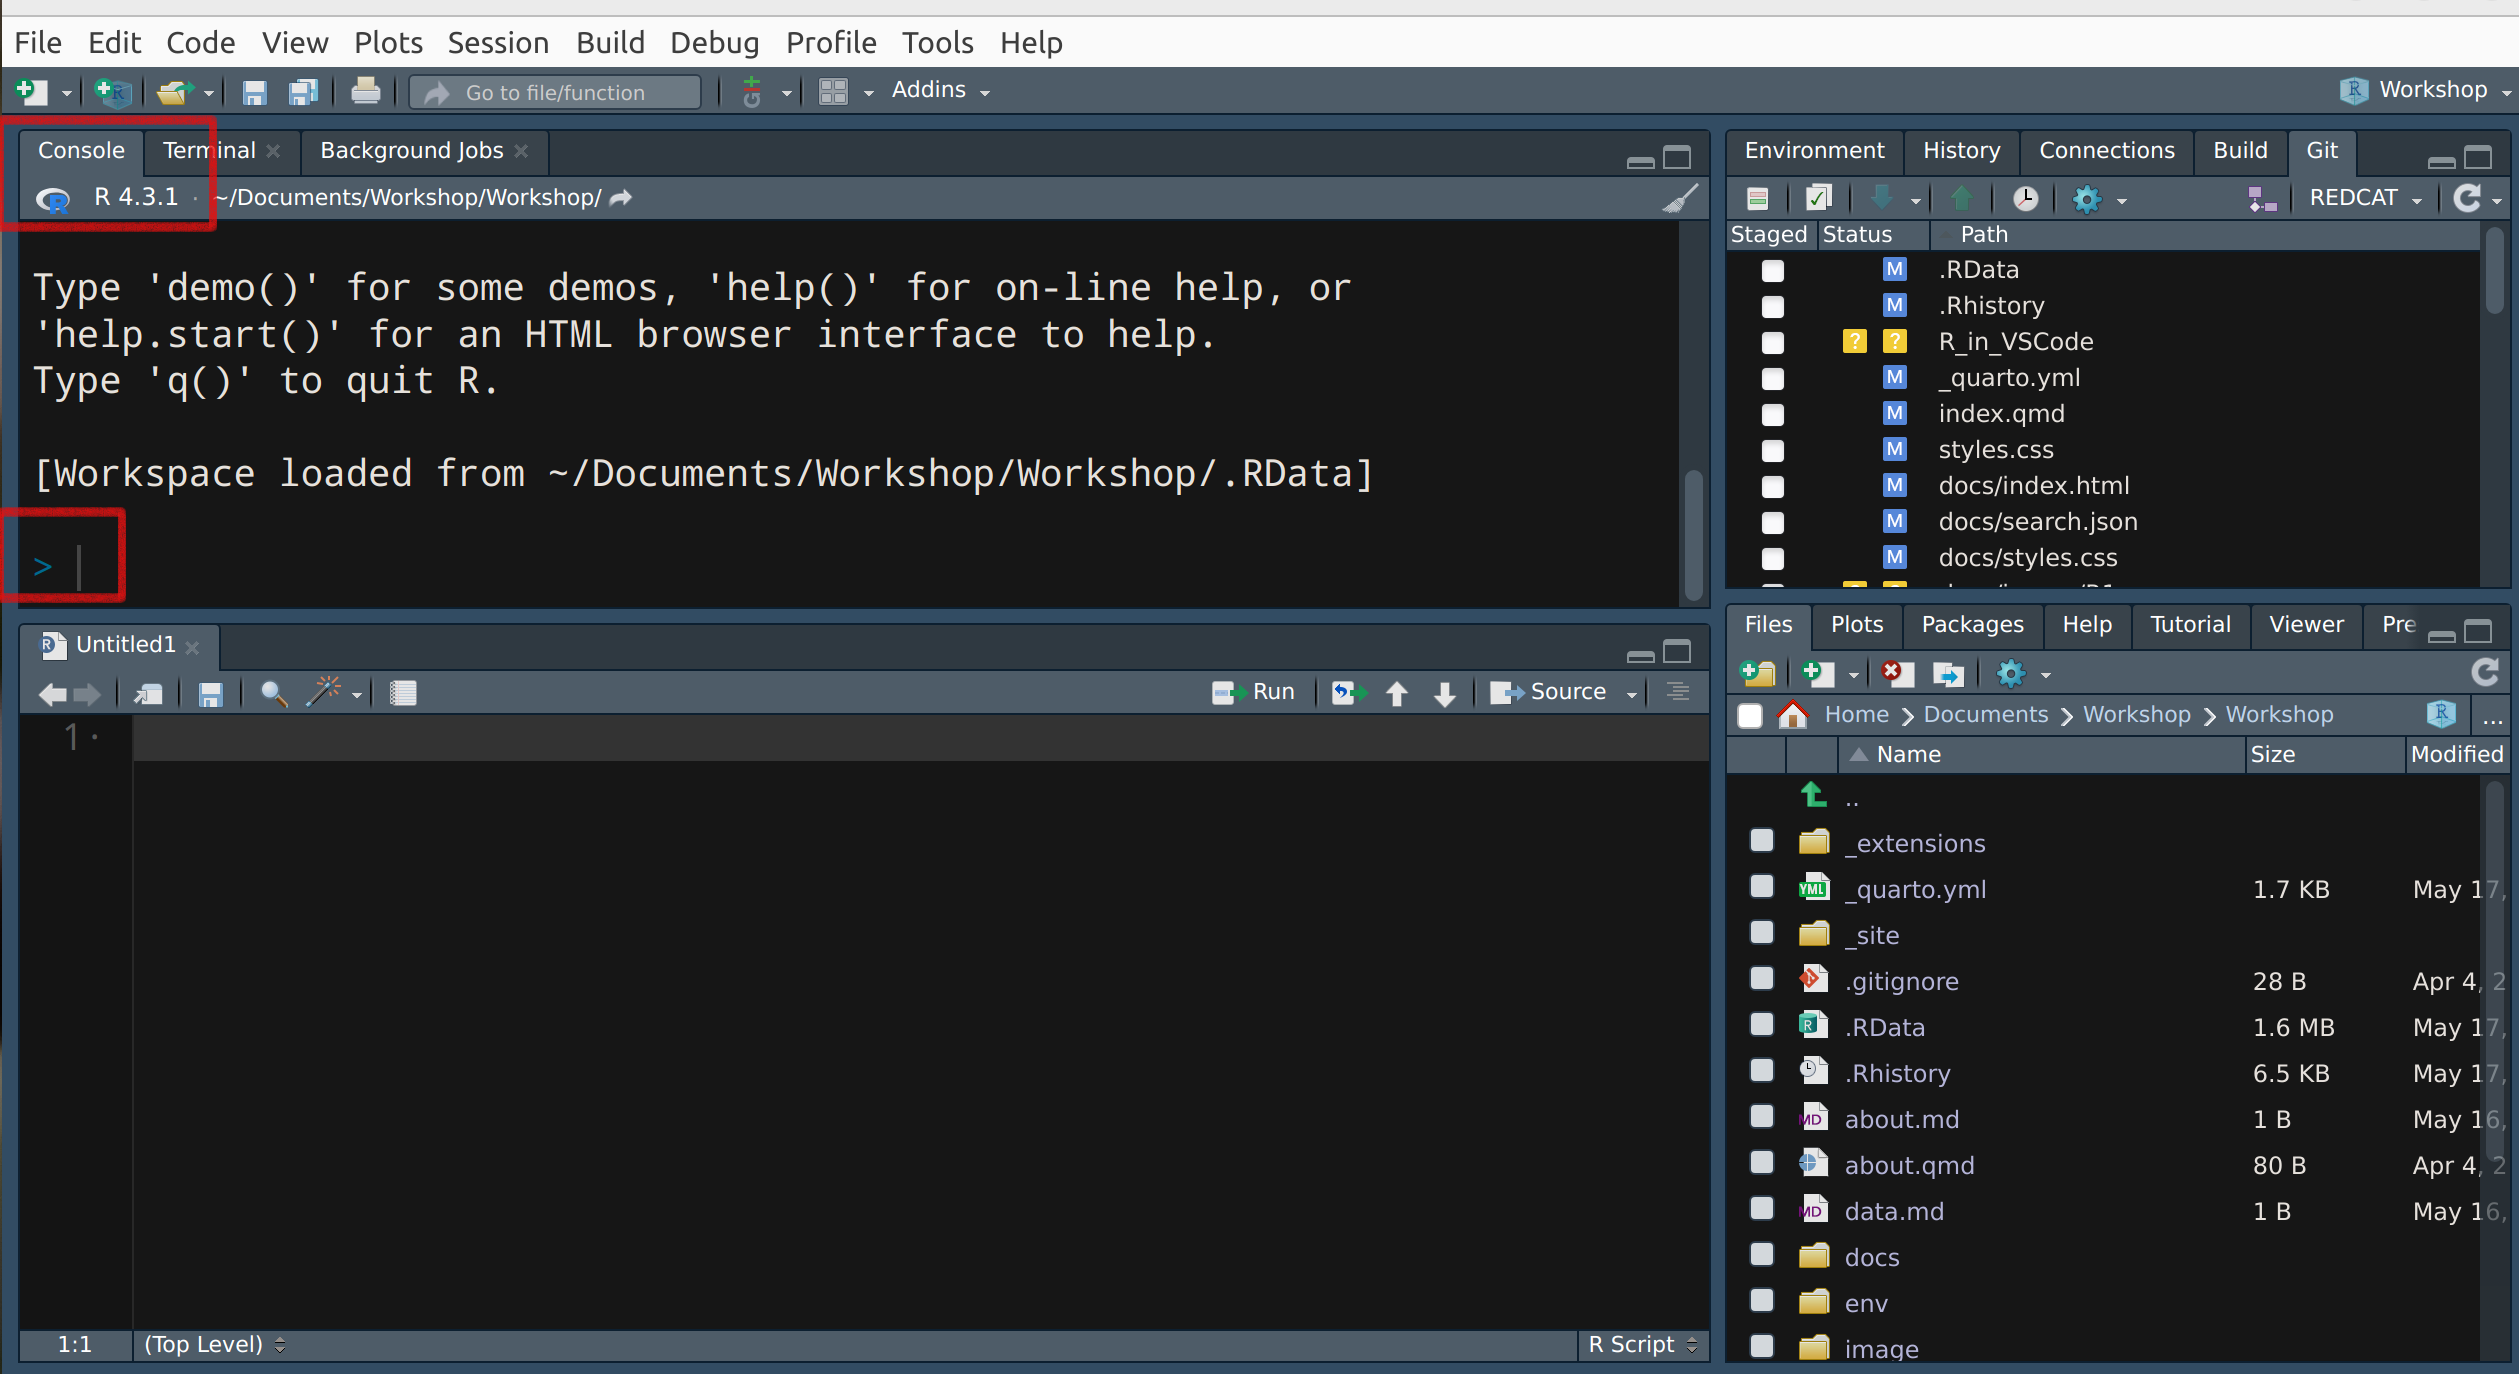 File Edit Code View Plots Session Build Debug Profile Tools Help
Go to file/function Addins Workshop
Console Terminal Background Jobs
R 4.3.1 · ~/Documents/Workshop/Workshop/
Type 'demo()' for some demos, 'help()' for on-line help, or
'help.start()' for an HTML browser interface to help.
Type 'q()' to quit R.
[Workspace loaded from ~/Documents/Workshop/Workshop/.RData]
>
Untitled1
Run Source
1
1:1 (Top Level) R Script
Environment History Connections Build Git
REDCAT
Staged Status Path
M .RData
M .Rhistory
? ? R_in_VSCode
M _quarto.yml
M index.qmd
M styles.css
M docs/index.html
M docs/search.json
M docs/styles.css
Files Plots Packages Help Tutorial Viewer Pre
Home Documents Workshop Workshop ...
Name Size Modified
..
_extensions
_quarto.yml 1.7 KB May 17,
_site
.gitignore 28 B Apr 4, 2
.RData 1.6 MB May 17,
.Rhistory 6.5 KB May 17,
about.md 1 B May 16,
about.qmd 80 B Apr 4, 2
data.md 1 B May 16,
docs
env
image